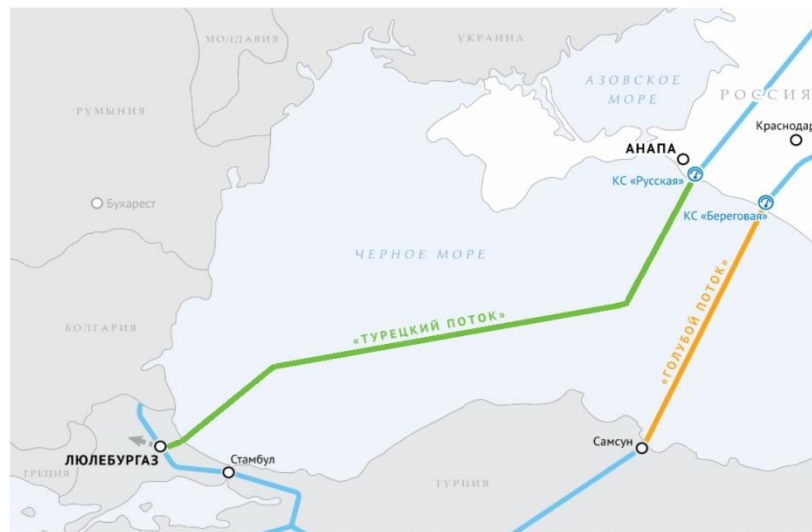 МОЛДАВИЯ
УКРАИНА
АЗОВСКОЕ
МОРЕ
РОССИЯ
РУМЫНИЯ
Краснодар
АНАПА
КС «Русская»
Бухарест
КС «Береговая»
ЧЕРНОЕ МОРЕ
«ТУРЕЦКИЙ ПОТОК»
«ГОЛУБОЙ ПОТОК»
БОЛГАРИЯ
Самсун
ЛЮЛЕБУРГАЗ
Стамбул
ГРЕЦИЯ
ТУРЦИЯ